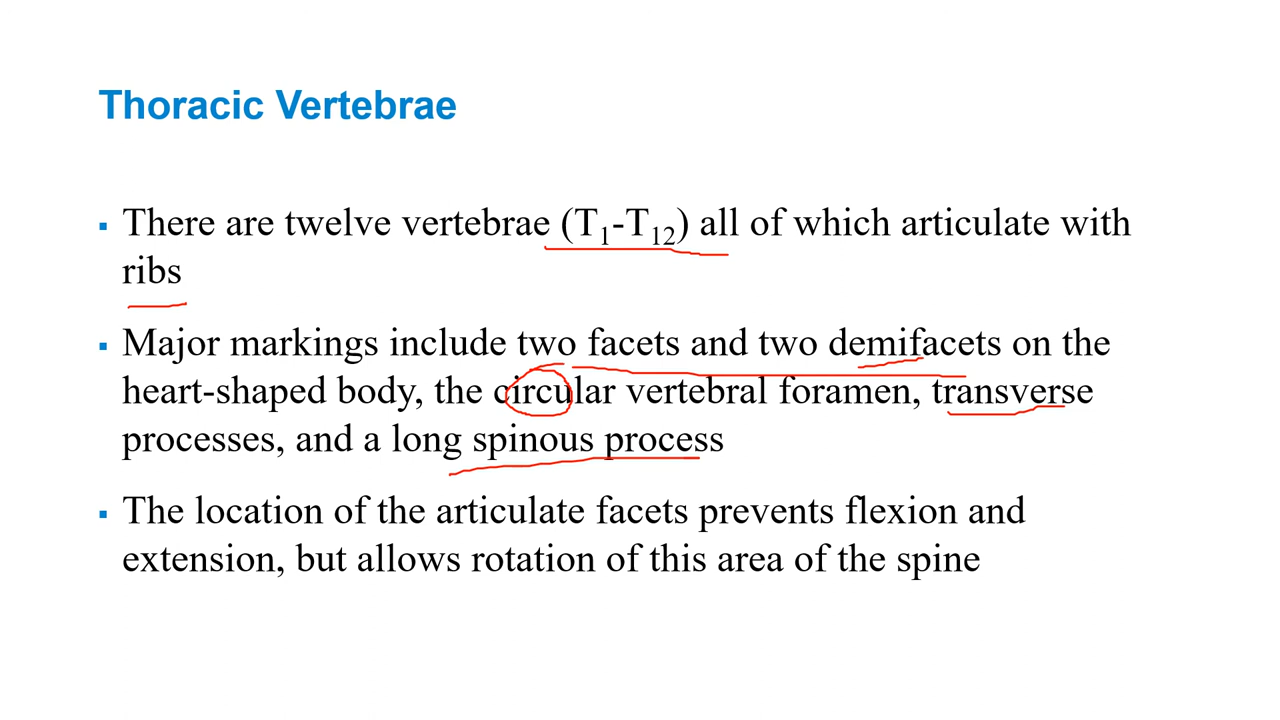 Thoracic Vertebrae
▪ There are twelve vertebrae (T₁-T₁₂) all of which articulate with
ribs
▪ Major markings include two facets and two demifacets on the
heart-shaped body, the circular vertebral foramen, transverse
processes, and a long spinous process
▪ The location of the articulate facets prevents flexion and
extension, but allows rotation of this area of the spine